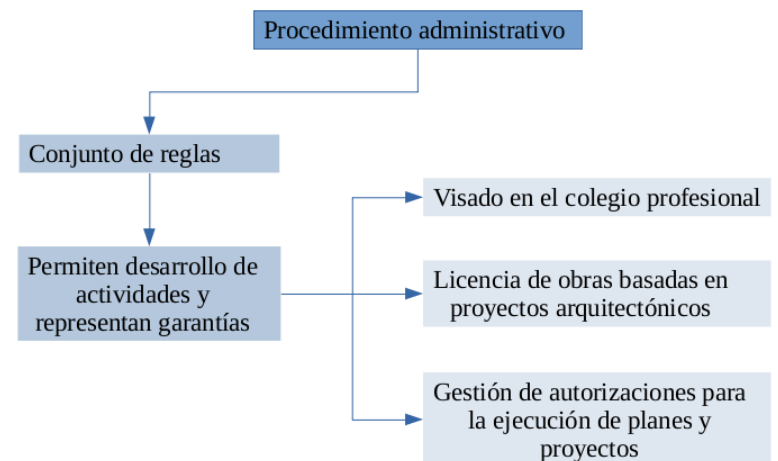 Procedimiento administrativo
Conjunto de reglas
Permiten desarrollo de
actividades y
representan garantías
Visado en el colegio profesional
Licencia de obras basadas en
proyectos arquitectónicos
Gestión de autorizaciones para
la ejecución de planes y
proyectos